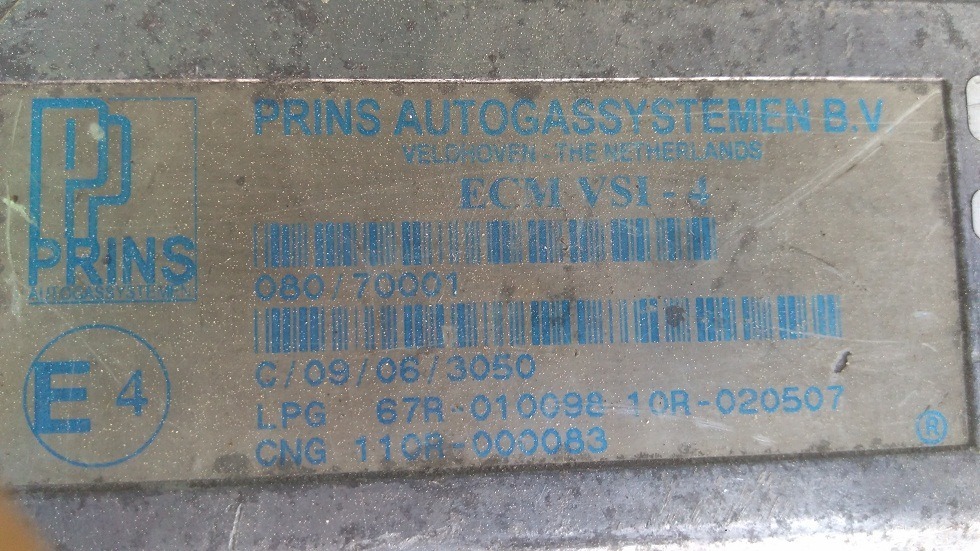 PRINS AUTOGASSYSTEMEN B.V
VELDHOVEN - THE NETHERLANDS
ECM VSI - 4
PRINS
AUTOGASSYSTEMEN
080/70001
C/09/06/3050
E 4
LPG 67R-010098 10R-020507
CNG 110R-000083
®